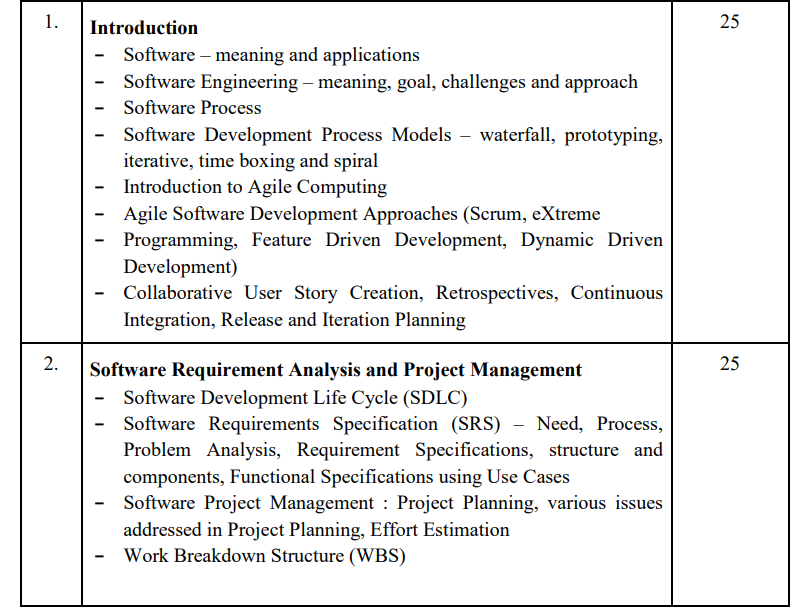 1. Introduction 25
– Software – meaning and applications
– Software Engineering – meaning, goal, challenges and approach
– Software Process
– Software Development Process Models – waterfall, prototyping,
iterative, time boxing and spiral
– Introduction to Agile Computing
– Agile Software Development Approaches (Scrum, eXtreme
– Programming, Feature Driven Development, Dynamic Driven
Development)
– Collaborative User Story Creation, Retrospectives, Continuous
Integration, Release and Iteration Planning
2. Software Requirement Analysis and Project Management 25
– Software Development Life Cycle (SDLC)
– Software Requirements Specification (SRS) – Need, Process,
Problem Analysis, Requirement Specifications, structure and
components, Functional Specifications using Use Cases
– Software Project Management : Project Planning, various issues
addressed in Project Planning, Effort Estimation
– Work Breakdown Structure (WBS)